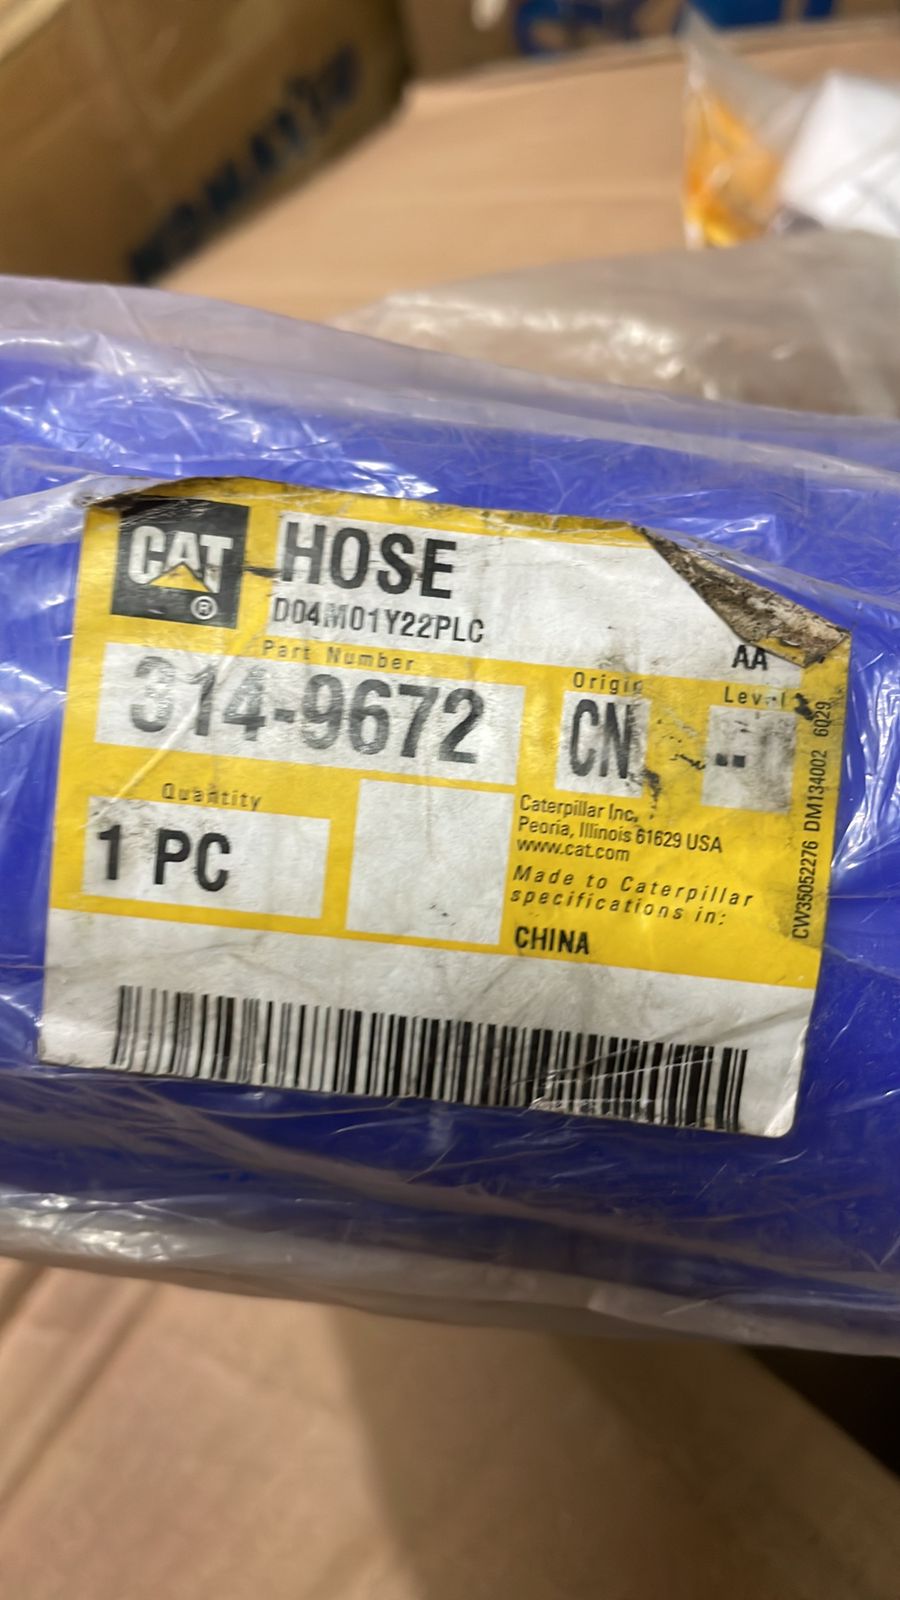 KOMATSU
CAT
®
HOSE
D04M01Y22PLC
AA
Part Number
314-9672
Origin
CN
Level
--
Quantity
1 PC
Caterpillar Inc.
Peoria, Illinois 61629 USA
www.cat.com
Made to Caterpillar
specifications in:
CHINA
CW35052276 DM134002 6029